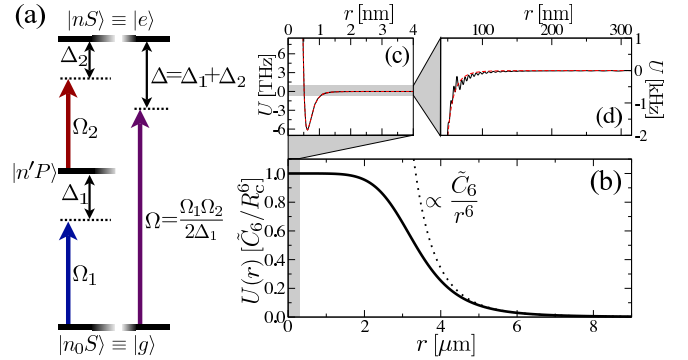 (a)
|nS⟩ ≡ |e⟩
Δ₂
Δ=Δ₁+Δ₂
Ω₂
|n′P⟩
Δ₁
Ω = Ω₁Ω₂ / 2Δ₁
Ω₁
|n₀S⟩ ≡ |g⟩
r [nm]
0 1 2 3 4
U [THz]
6
3
0
-3
-6
(c)
r [nm]
100 200 300
1
0
-1
-2
U [kHz]
(d)
(b)
∝ C̃₆ / r⁶
U(r) [C̃₆/R_c⁶]
1.0
0.8
0.6
0.4
0.2
0.0
0 2 4 6 8
r [μm]